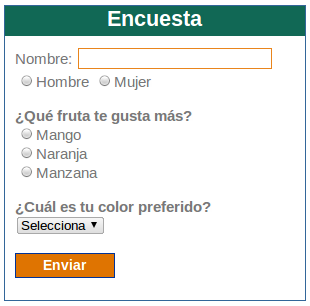 Encuesta
Nombre:
Hombre Mujer
¿Qué fruta te gusta más?
Mango
Naranja
Manzana
¿Cuál es tu color preferido?
Selecciona
Enviar